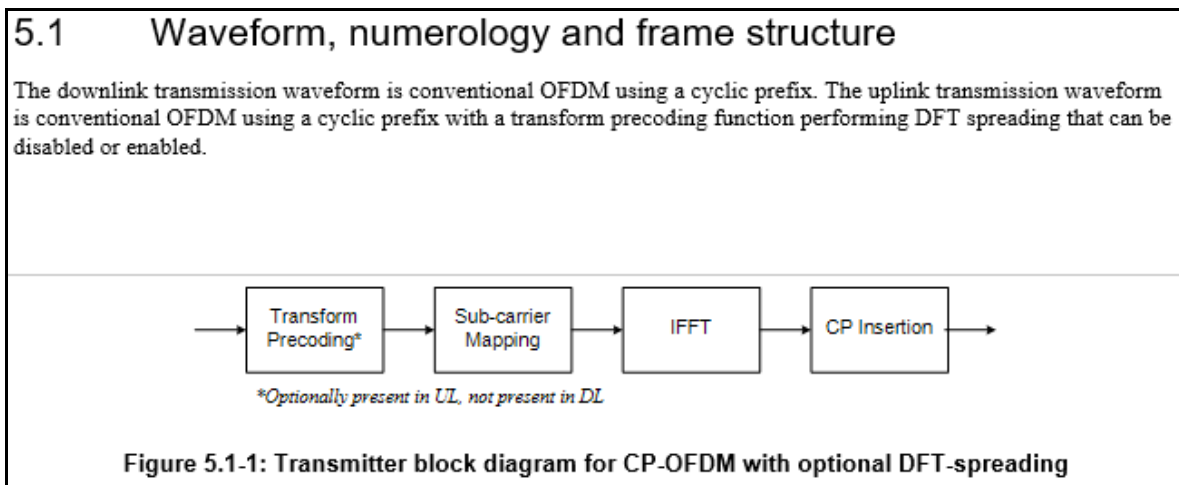 5.1 Waveform, numerology and frame structure
The downlink transmission waveform is conventional OFDM using a cyclic prefix. The uplink transmission waveform
is conventional OFDM using a cyclic prefix with a transform precoding function performing DFT spreading that can be
disabled or enabled.
Transform
Precoding*
Sub-carrier
Mapping
IFFT
CP Insertion
*Optionally present in UL, not present in DL
Figure 5.1-1: Transmitter block diagram for CP-OFDM with optional DFT-spreading